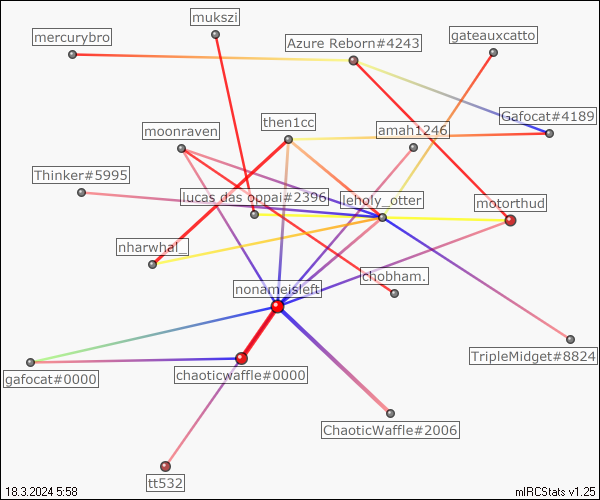 mukszi
mercurybro
Azure Reborn#4243
gateauxcatto
Gafocat#4189
then1cc
amah1246
moonraven
Thinker#5995
lucas das oppai#2396
leholy_otter
motorthud
nharwhal_
chobham.
nonameisleft
TripleMidget#8824
gafocat#0000
chaoticwaffle#0000
ChaoticWaffle#2006
tt532
18.3.2024 5:58
mIRCStats v1.25